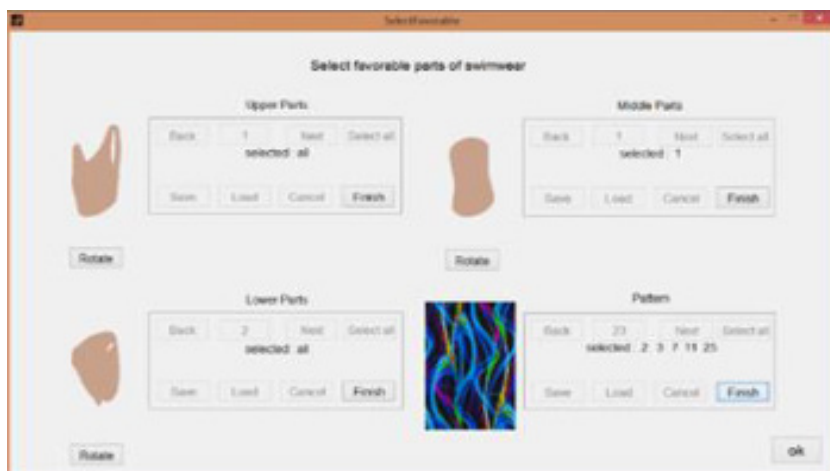 SelectFavorable
Select favorable parts of swimwear
Upper Parts
Back 1 Next Select all
selected : all
Save Load Cancel Finish
Rotate
Middle Parts
Back 1 Next Select all
selected : 1
Save Load Cancel Finish
Rotate
Lower Parts
Back 2 Next Select all
selected : all
Save Load Cancel Finish
Rotate
Pattern
Back 23 Next Select all
selected : 2 3 7 11 25
Save Load Cancel Finish
ok